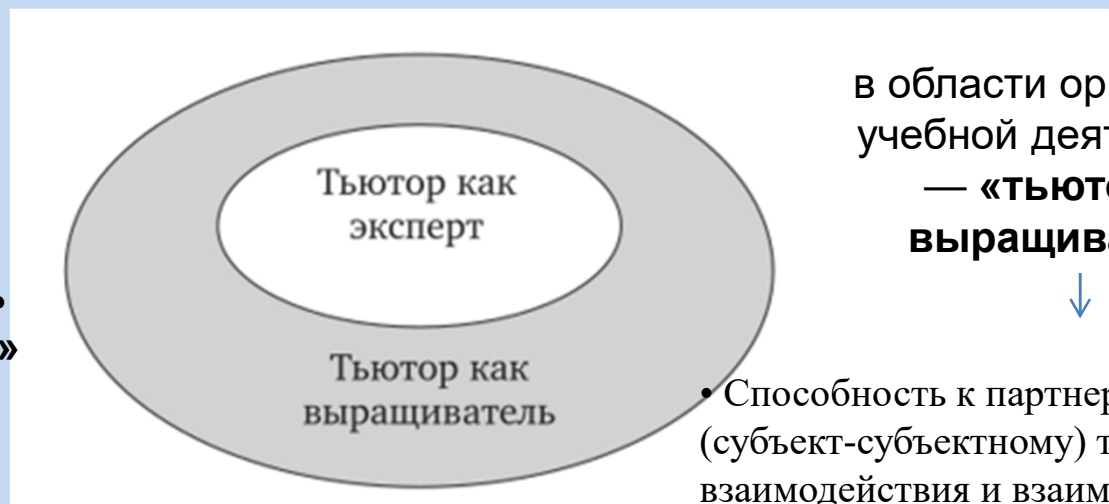 Тьютор как
эксперт
Тьютор как
выращиватель
»
в области ор
учебной деят
— «тьюто
выращива
• Способность к партнер
(субъект-субъектному) т
взаимодействия и взаим